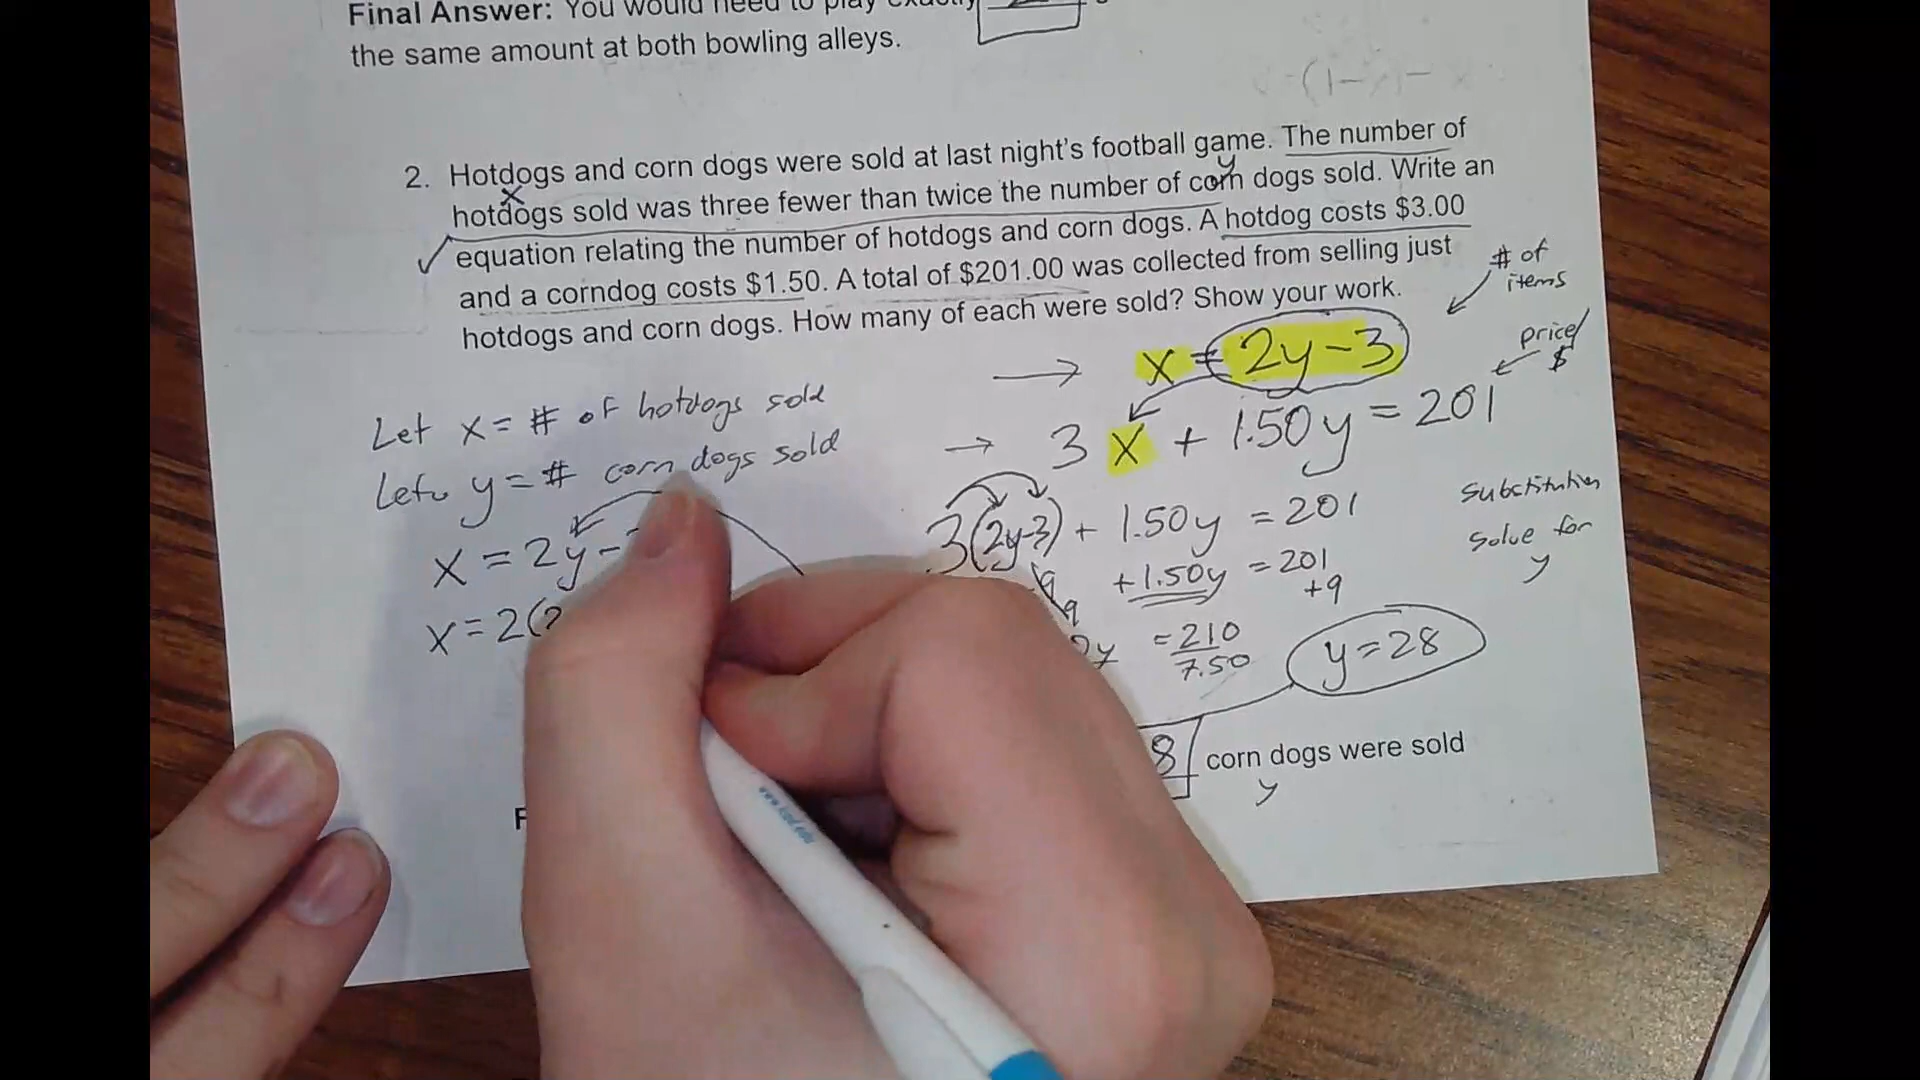 Final Answer: You would need to play exactly
the same amount at both bowling alleys.
2. Hotdogs and corn dogs were sold at last night's football game. The number of
x y
hotdogs sold was three fewer than twice the number of corn dogs sold. Write an
equation relating the number of hotdogs and corn dogs. A hotdog costs $3.00
and a corndog costs $1.50. A total of $201.00 was collected from selling just
hotdogs and corn dogs. How many of each were sold? Show your work.
# of
items
x = 2y-3
price/
$
Let x = # of hotdogs sold
3x + 1.50y = 201
Let y = # corn dogs sold
substitution
solve for
y
3(2y-3) + 1.50y = 201
x = 2y-
9 +1.50y = 201
9 +9
x = 2(2
y = 210
7.50
y = 28
8 corn dogs were sold
y
F